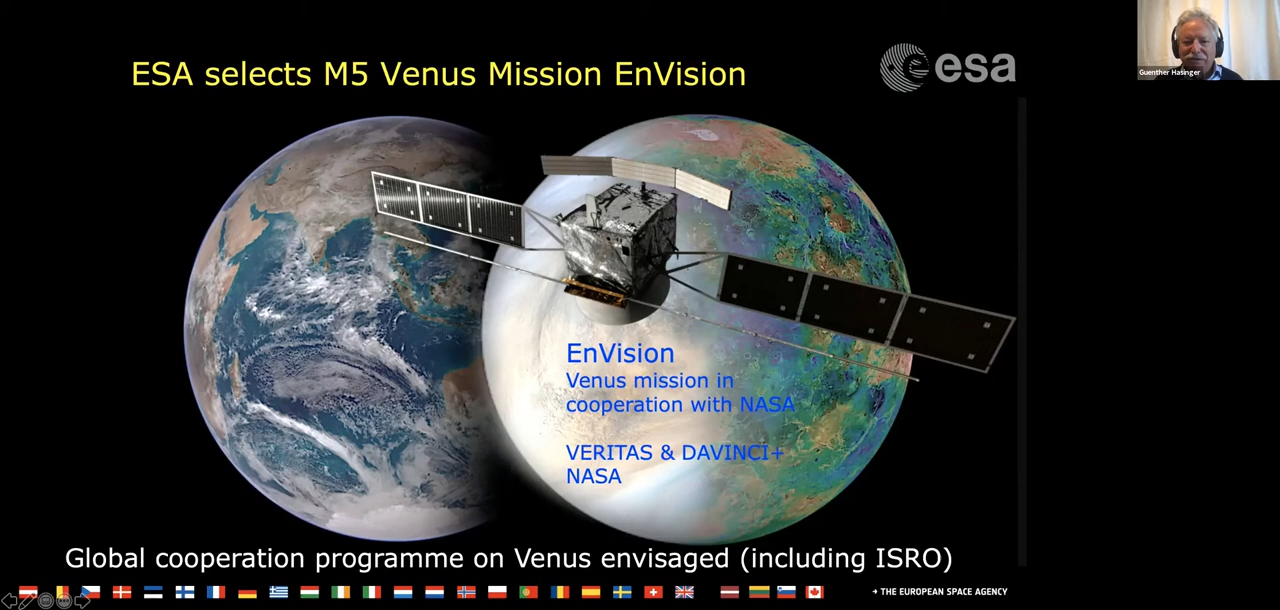 ESA selects M5 Venus Mission EnVision
esa
Guenther Hasinger
EnVision
Venus mission in
cooperation with NASA
VERITAS & DAVINCI+
NASA
Global cooperation programme on Venus envisaged (including ISRO)
→ THE EUROPEAN SPACE AGENCY